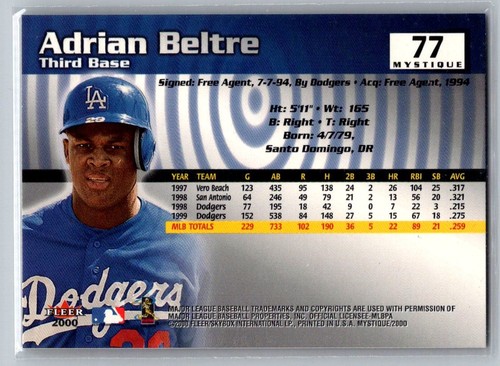 Adrian Beltre
Third Base
77
MYSTIQUE
Signed: Free Agent, 7-7-94, By Dodgers • Acq: Free Agent, 1994
Ht: 5'11" • Wt: 165
B: Right • T: Right
Born: 4/7/79,
Santo Domingo, DR
LA
29
YEAR TEAM G AB R H 2B 3B HR RBI SB AVG
1997 Vero Beach 123 435 95 138 24 2 26 104 25 .317
1998 San Antonio 64 246 49 79 21 2 13 56 20 .321
1998 Dodgers 77 195 18 42 9 0 7 22 3 .215
1999 Dodgers 152 538 84 148 27 5 15 67 18 .275
MLB TOTALS 229 733 102 190 36 5 22 89 21 .259
Dodgers
FLEER
2000
MAJOR LEAGUE BASEBALL TRADEMARKS AND COPYRIGHTS ARE USED WITH PERMISSION OF
MAJOR LEAGUE BASEBALL PROPERTIES, INC. OFFICIAL LICENSEE-MLBPA
©2000 FLEER/SKYBOX INTERNATIONAL LP., PRINTED IN U.S.A. MYSTIQUE/2000